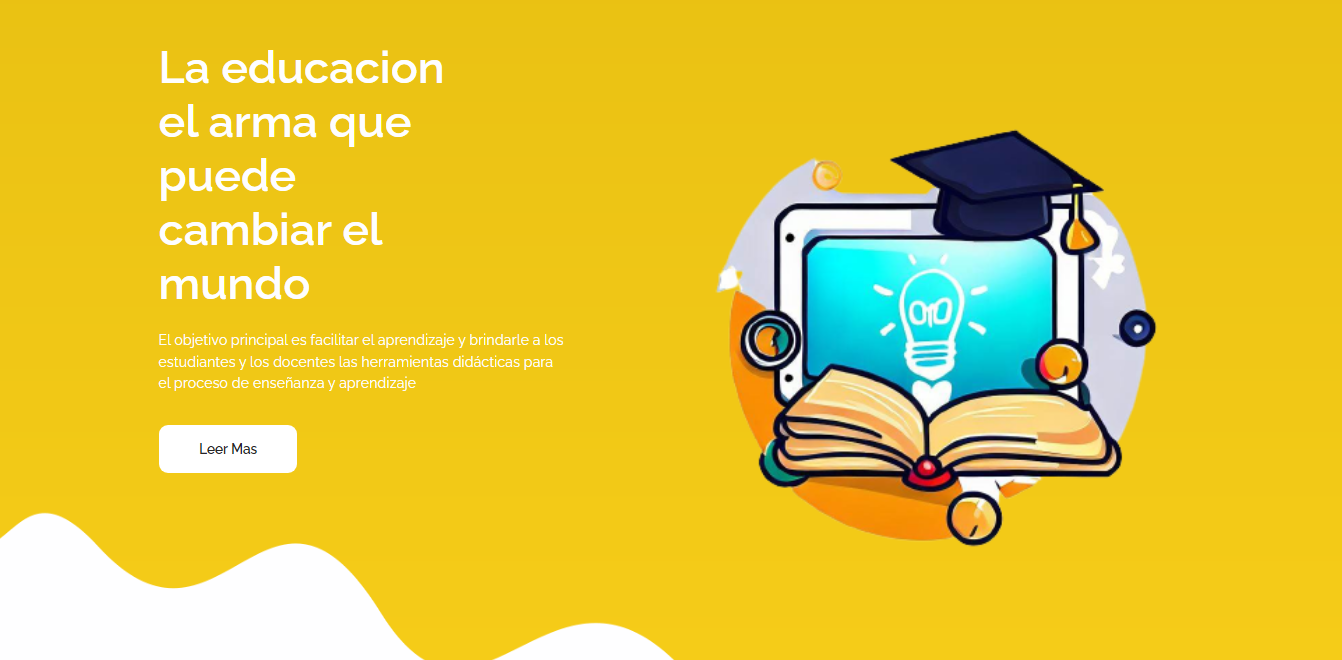 La educacion
el arma que
puede
cambiar el
mundo
El objetivo principal es facilitar el aprendizaje y brindarle a los
estudiantes y los docentes las herramientas didácticas para
el proceso de enseñanza y aprendizaje
Leer Mas